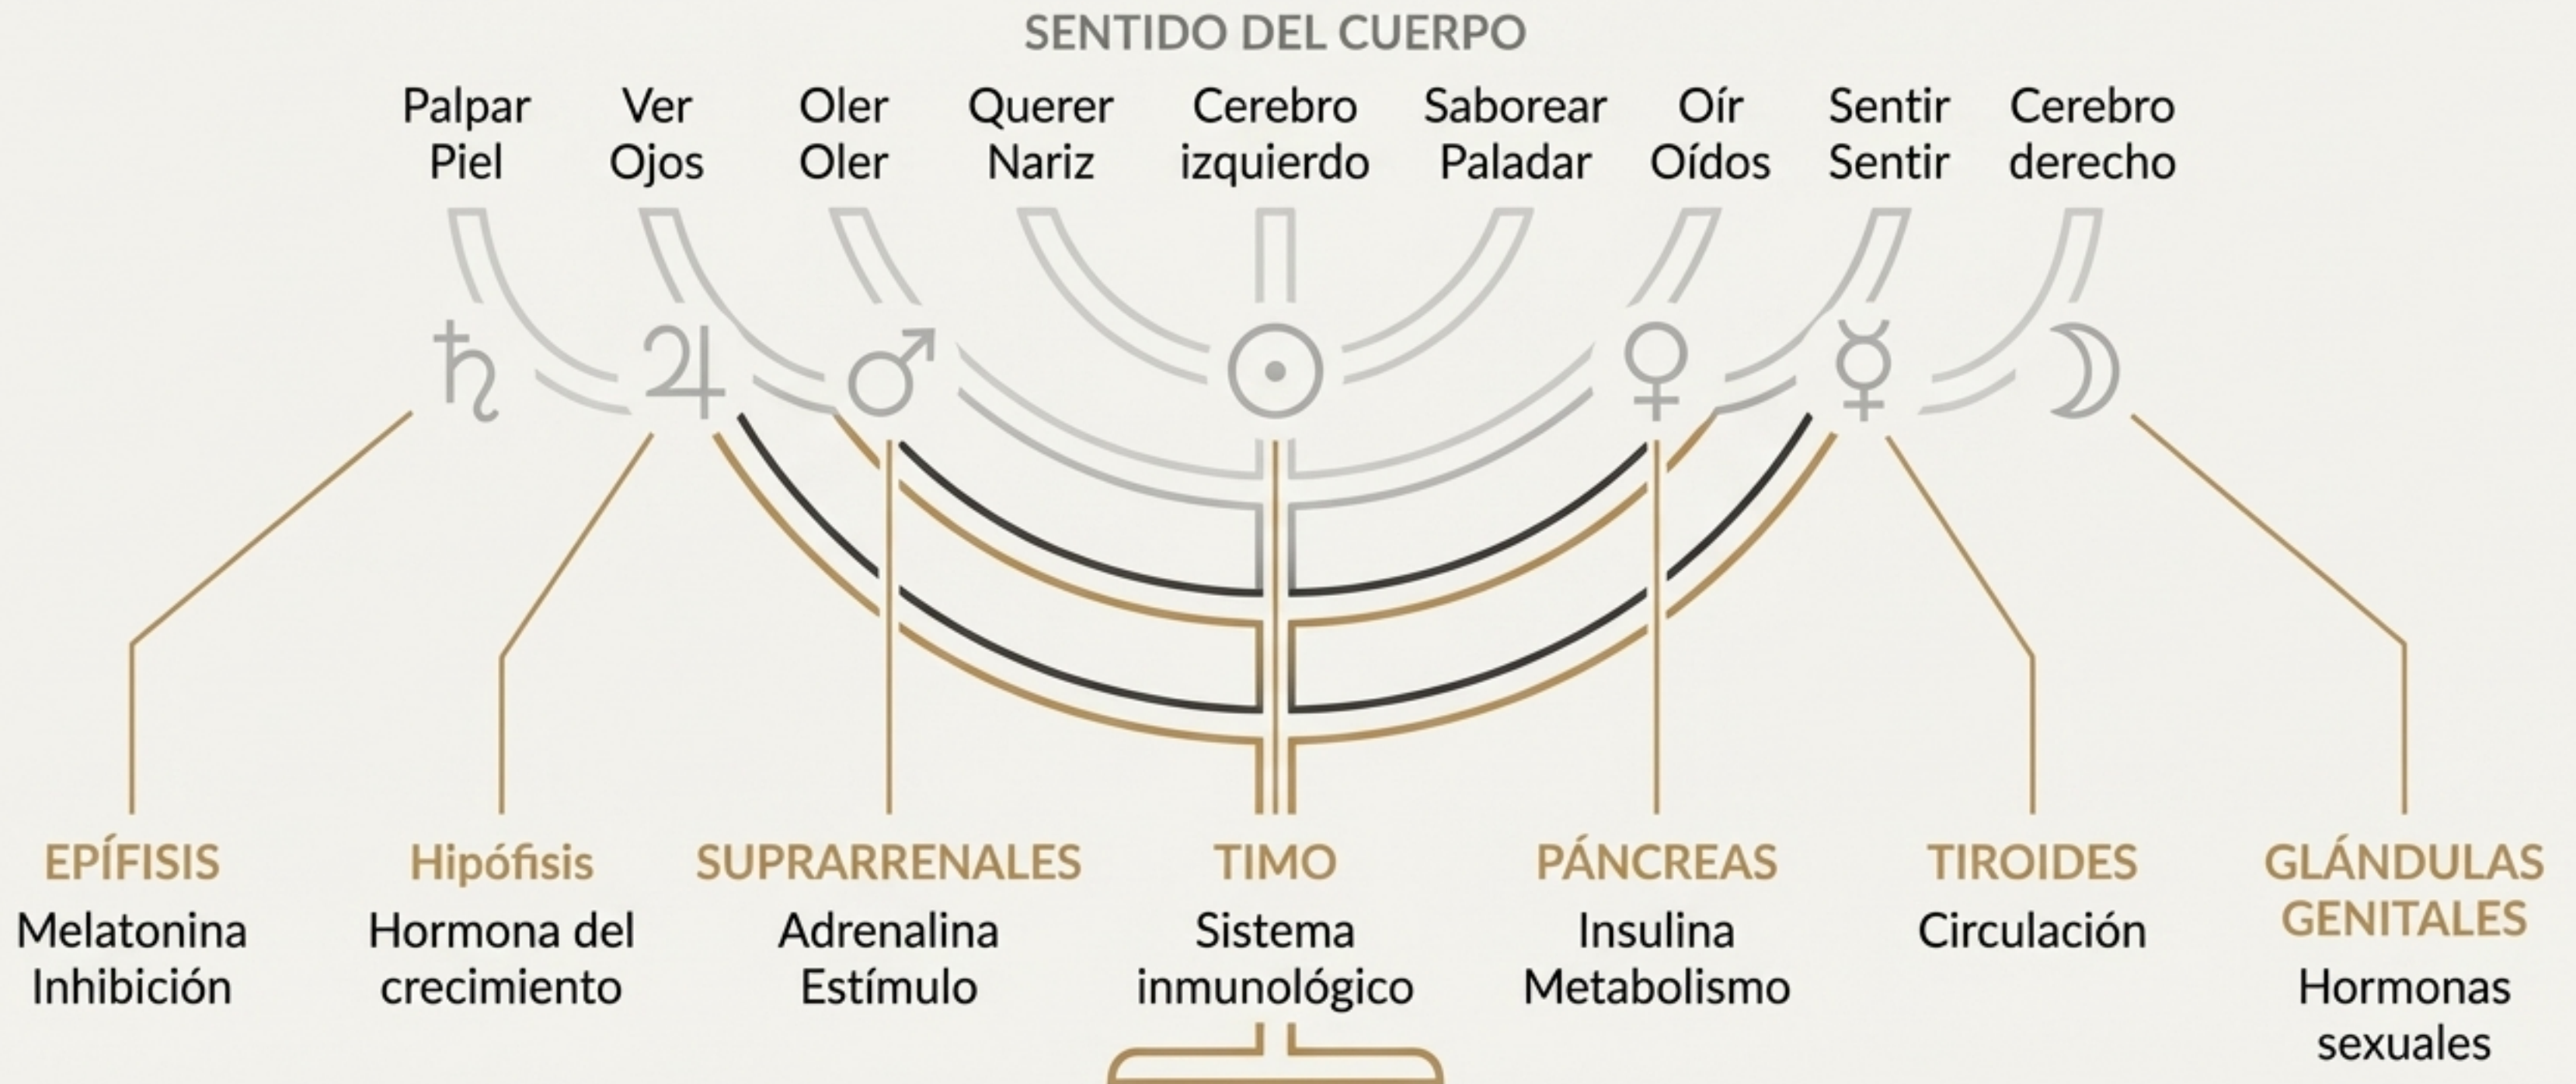 SENTIDO DEL CUERPO
Palpar
Piel
Ver
Ojos
Oler
Oler
Querer
Nariz
Cerebro
izquierdo
Saborear
Paladar
Oír
Oídos
Sentir
Sentir
Cerebro
derecho
♄ ♃ ♂ ☉ ♀ ☿ ☽
EPÍFISIS
Melatonina
Inhibición
Hipófisis
Hormona del
crecimiento
SUPRARRENALES
Adrenalina
Estímulo
TIMO
Sistema
inmunológico
PÁNCREAS
Insulina
Metabolismo
TIROIDES
Circulación
GLÁNDULAS
GENITALES
Hormonas
sexuales